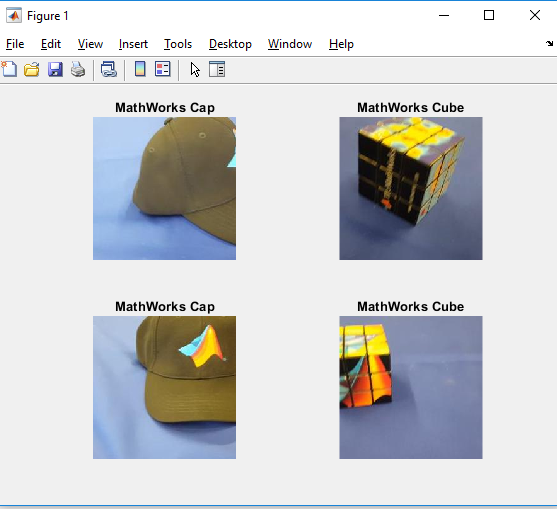 Figure 1
File Edit View Insert Tools Desktop Window Help
MathWorks Cap MathWorks Cube
MathWorks Cap MathWorks Cube